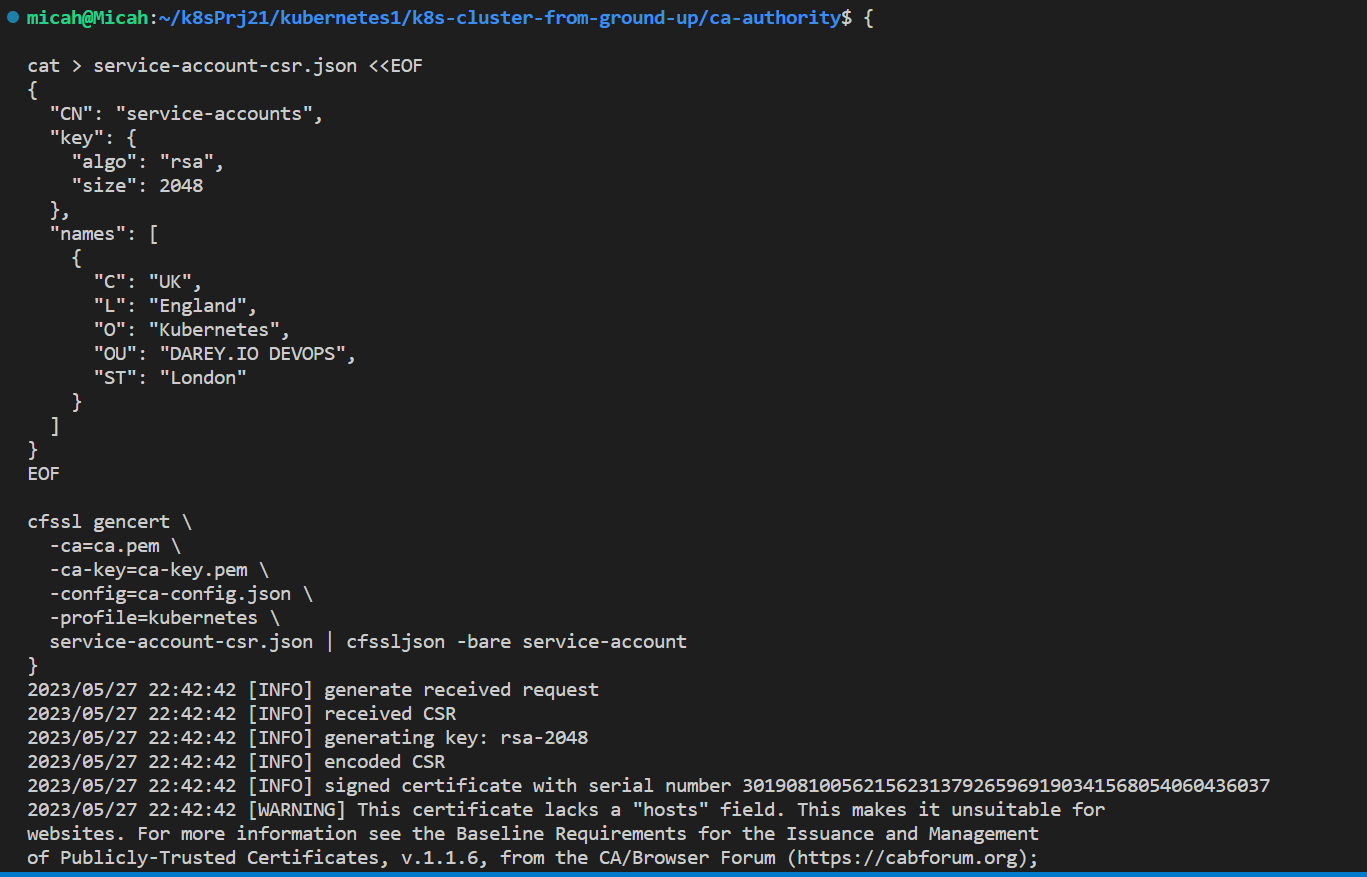 micah@Micah:~/k8sPrj21/kubernetes1/k8s-cluster-from-ground-up/ca-authority$ {

cat > service-account-csr.json <<EOF
{
  "CN": "service-accounts",
  "key": {
    "algo": "rsa",
    "size": 2048
  },
  "names": [
    {
      "C": "UK",
      "L": "England",
      "O": "Kubernetes",
      "OU": "DAREY.IO DEVOPS",
      "ST": "London"
    }
  ]
}
EOF

cfssl gencert \
  -ca=ca.pem \
  -ca-key=ca-key.pem \
  -config=ca-config.json \
  -profile=kubernetes \
  service-account-csr.json | cfssljson -bare service-account
}
2023/05/27 22:42:42 [INFO] generate received request
2023/05/27 22:42:42 [INFO] received CSR
2023/05/27 22:42:42 [INFO] generating key: rsa-2048
2023/05/27 22:42:42 [INFO] encoded CSR
2023/05/27 22:42:42 [INFO] signed certificate with serial number 301908100562156231379265969190341568054060436037
2023/05/27 22:42:42 [WARNING] This certificate lacks a "hosts" field. This makes it unsuitable for
websites. For more information see the Baseline Requirements for the Issuance and Management
of Publicly-Trusted Certificates, v.1.1.6, from the CA/Browser Forum (https://cabforum.org);